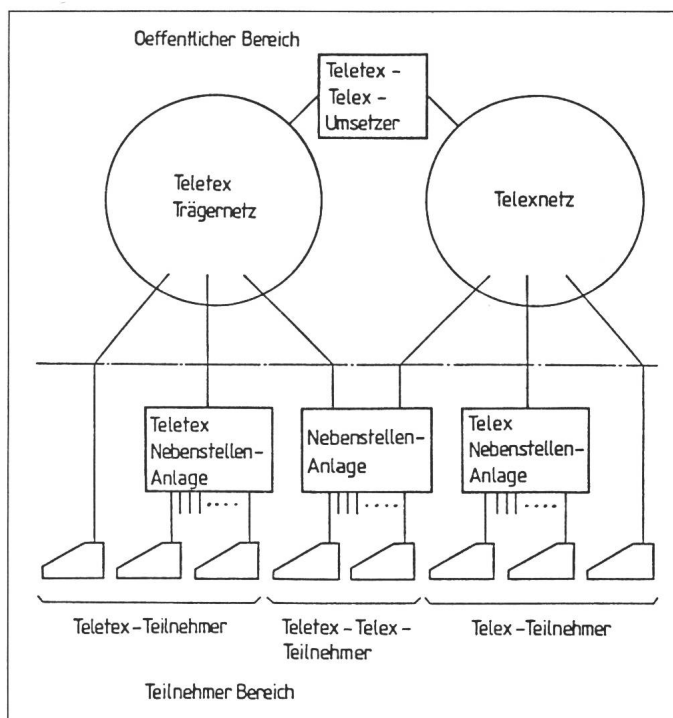 Oeffentlicher Bereich
Teletex -
Telex -
Umsetzer
Teletex
Trägernetz
Telexnetz
Teletex
Nebenstellen-
Anlage
Nebenstellen-
Anlage
Telex
Nebenstellen-
Anlage
Teletex-Teilnehmer
Teletex-Telex-
Teilnehmer
Telex-Teilnehmer
Teilnehmer Bereich